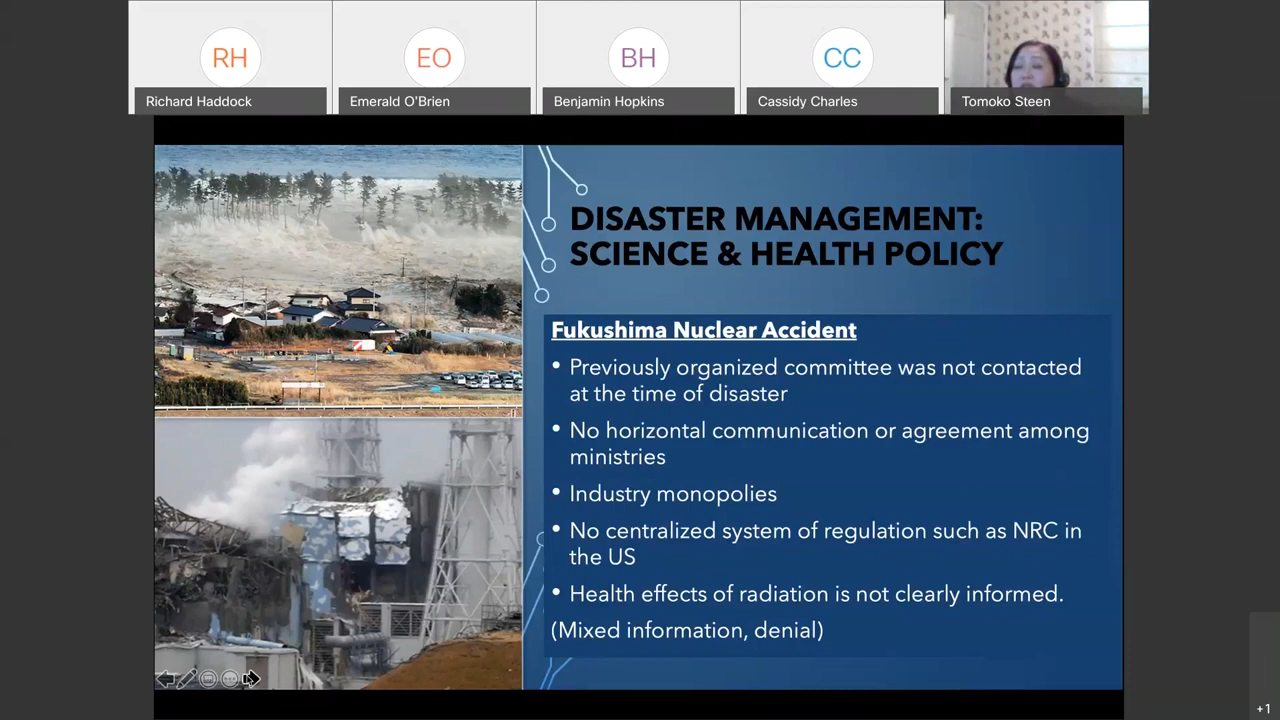 RH
EO
BH
CC
Richard Haddock
Emerald O'Brien
Benjamin Hopkins
Cassidy Charles
Tomoko Steen
DISASTER MANAGEMENT:
SCIENCE & HEALTH POLICY
Fukushima Nuclear Accident
• Previously organized committee was not contacted
at the time of disaster
• No horizontal communication or agreement among
ministries
• Industry monopolies
• No centralized system of regulation such as NRC in
the US
• Health effects of radiation is not clearly informed.
(Mixed information, denial)
+1